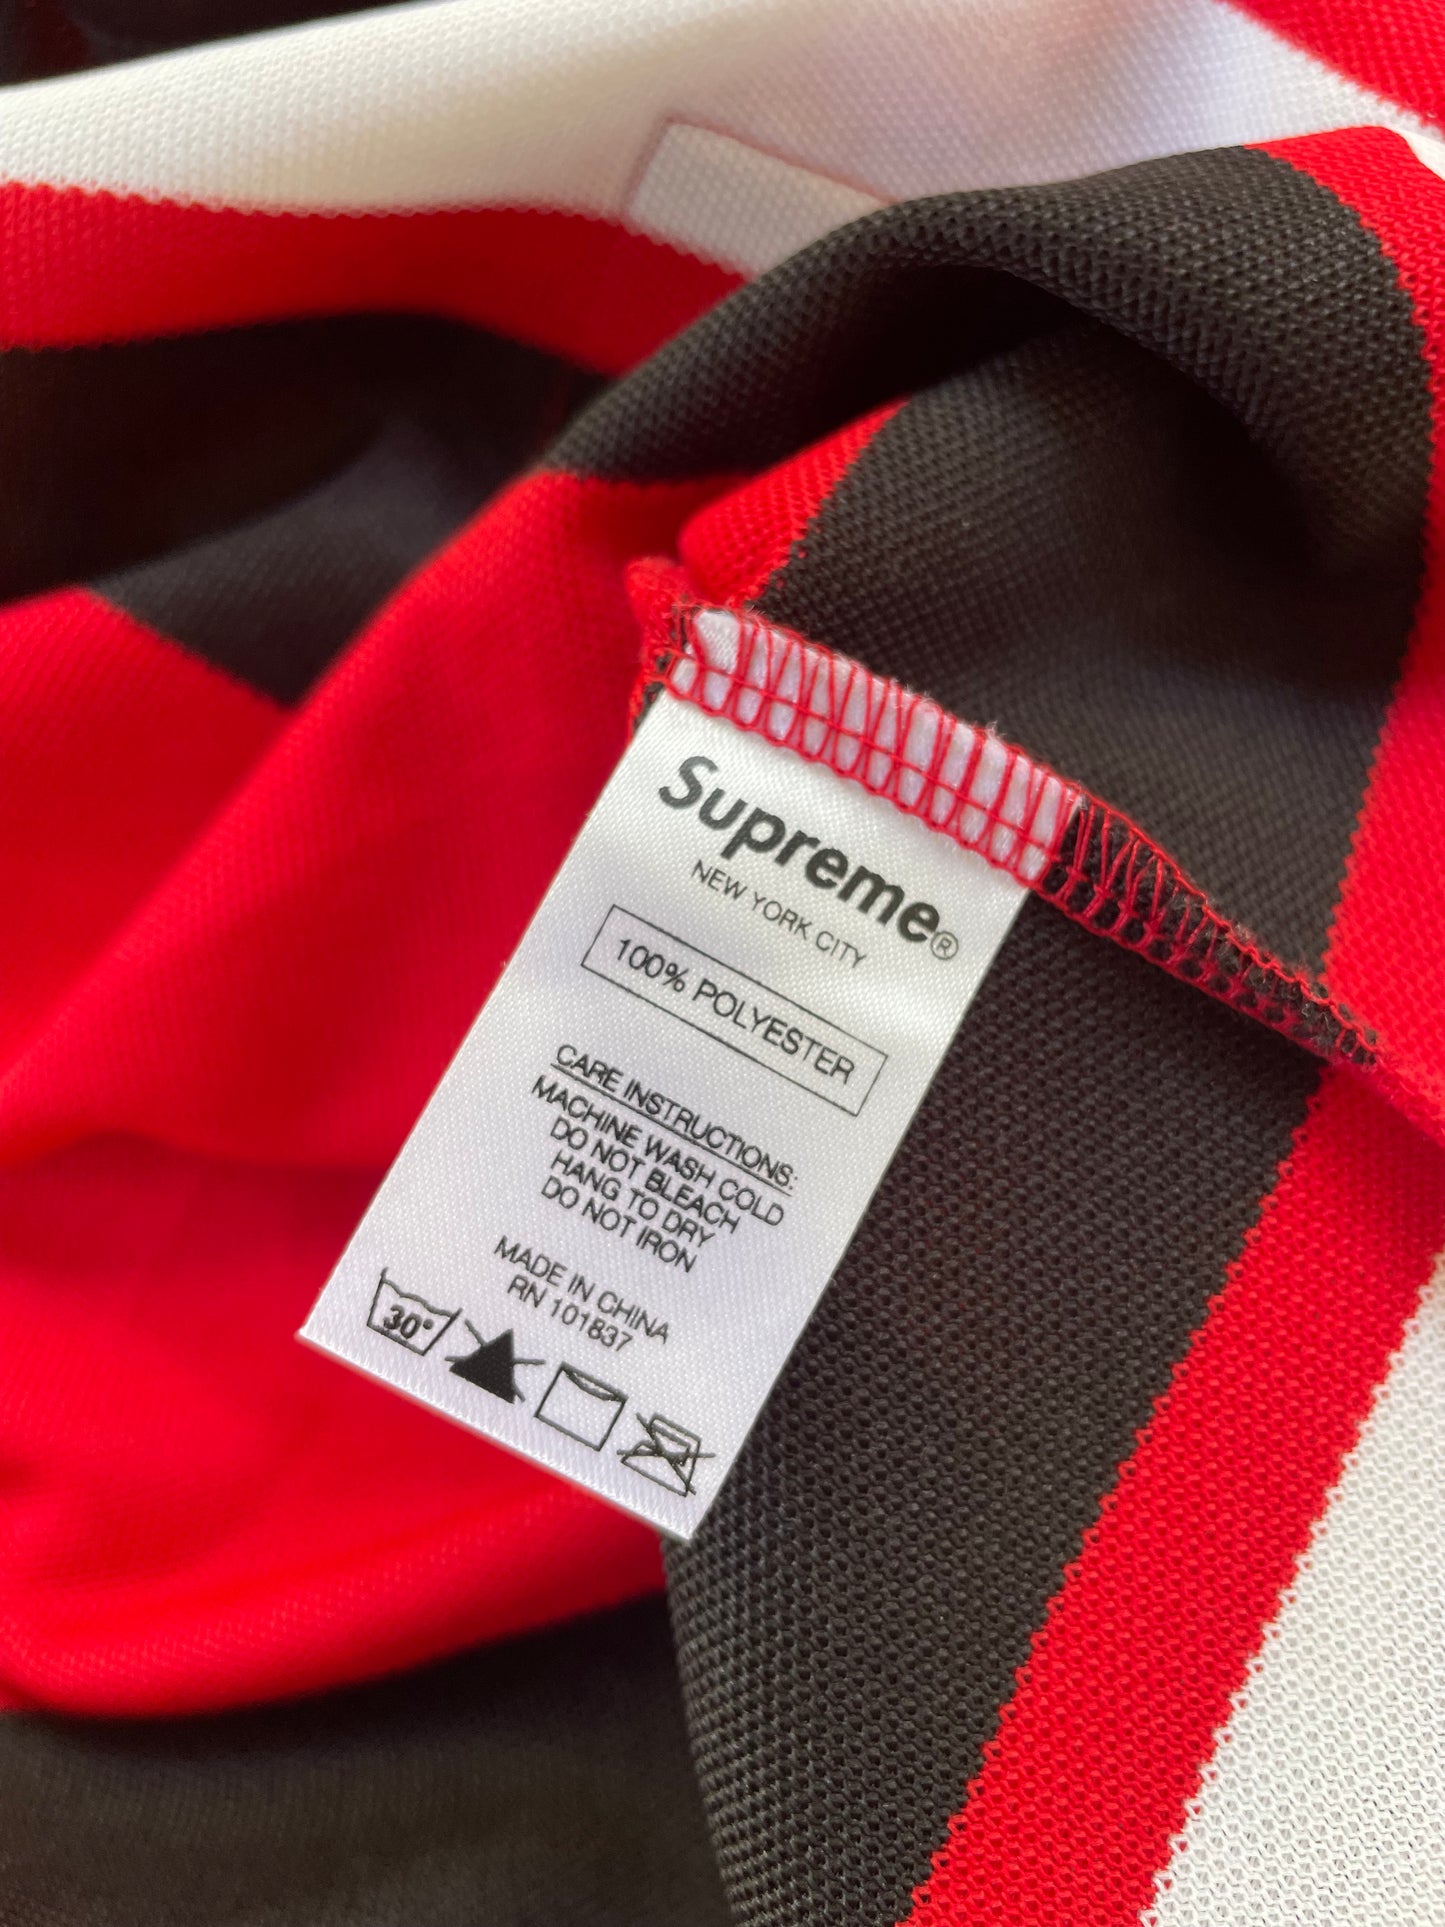 Supreme®
NEW YORK CITY
100% POLYESTER
CARE INSTRUCTIONS:
MACHINE WASH COLD
DO NOT BLEACH
HANG TO DRY
DO NOT IRON
MADE IN CHINA
RN 101837
30°